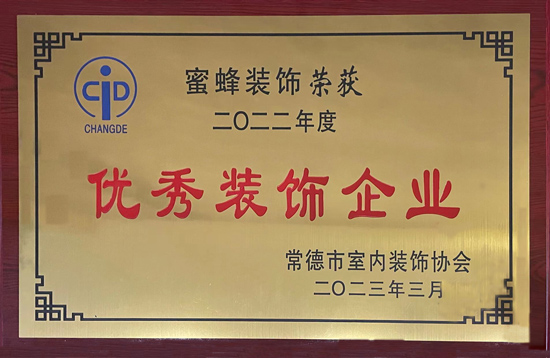 CID
CHANGDE
蜜蜂装饰荣获
二〇二二年度
优秀装饰企业
常德市室内装饰协会
二〇二三年三月